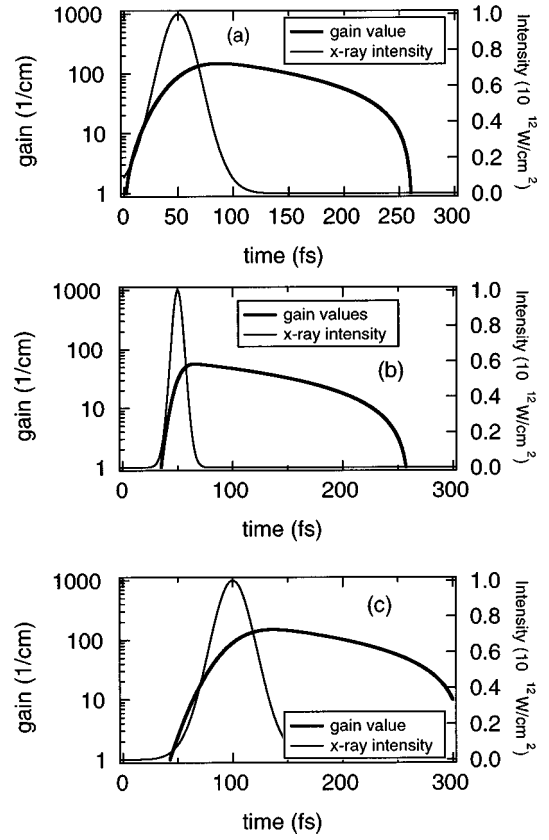 (a)
gain value
x-ray intensity
1000
100
10
1
gain (1/cm)
1.0
0.8
0.6
0.4
0.2
0.0
Intensity (10 12 W/cm 2)
0 50 100 150 200 250 300
time (fs)
(b)
gain values
x-ray intensity
1000
100
10
1
gain (1/cm)
1.0
0.8
0.6
0.4
0.2
0.0
Intensity (10 12 W/cm 2)
0 100 200 300
time (fs)
(c)
gain value
x-ray intensity
1000
100
10
1
gain (1/cm)
1.0
0.8
0.6
0.4
0.2
0.0
Intensity (10 12 W/cm 2)
0 100 200 300
time (fs)